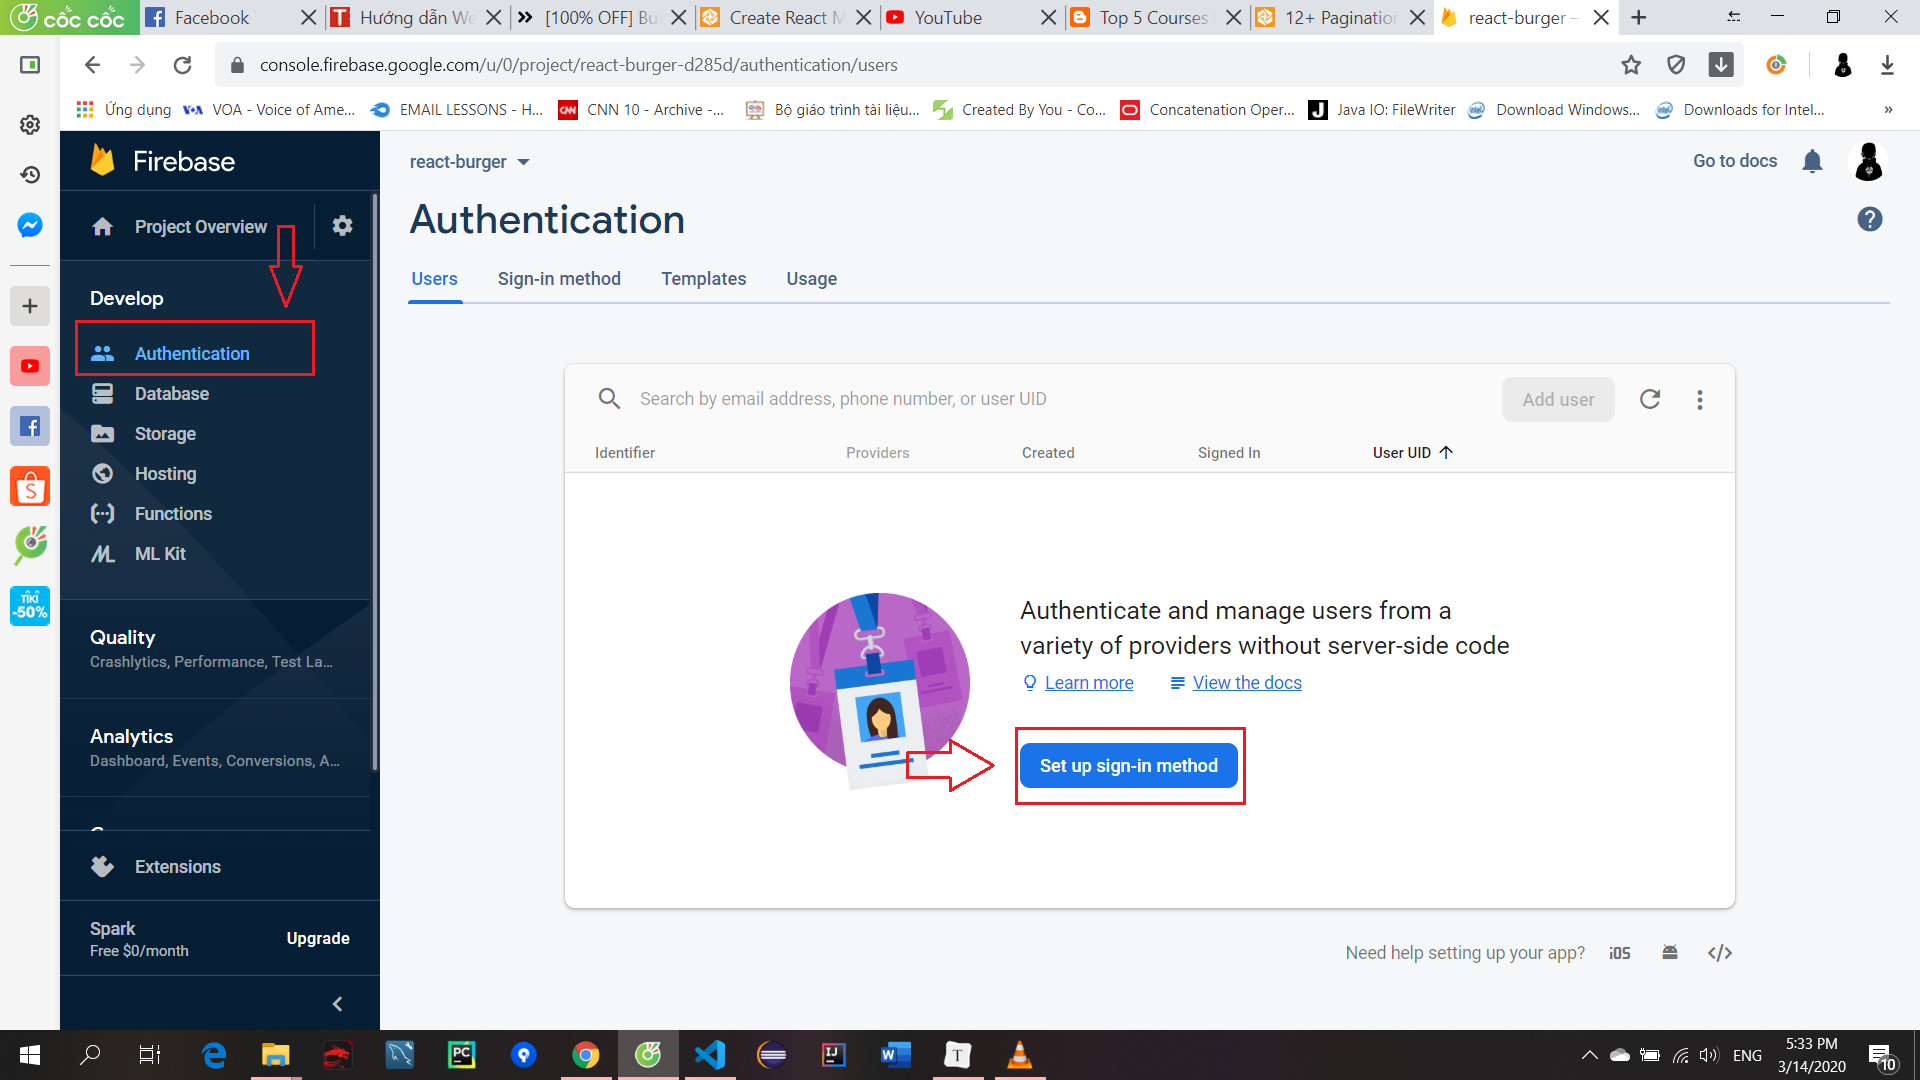 cốc cốc
Facebook
Hướng dẫn We
[100% OFF] Bu
Create React M
YouTube
Top 5 Courses
12+ Pagination
react-burger –
console.firebase.google.com/u/0/project/react-burger-d285d/authentication/users
Ứng dụng
VOA - Voice of Ame...
EMAIL LESSONS - H...
CNN 10 - Archive -...
Bộ giáo trình tài liệu...
Created By You - Co...
Concatenation Oper...
Java IO: FileWriter
Download Windows...
Downloads for Intel...
»
Firebase
Project Overview
Develop
Authentication
Database
Storage
Hosting
Functions
ML Kit
Quality
Crashlytics, Performance, Test La...
Analytics
Dashboard, Events, Conversions, A...
Extensions
Spark
Free $0/month
Upgrade
TIKI
-50%
react-burger
Go to docs
Authentication
Users
Sign-in method
Templates
Usage
Search by email address, phone number, or user UID
Add user
Identifier
Providers
Created
Signed In
User UID
Authenticate and manage users from a
variety of providers without server-side code
Learn more
View the docs
Set up sign-in method
Need help setting up your app?
iOS
ENG
5:33 PM
3/14/2020
10